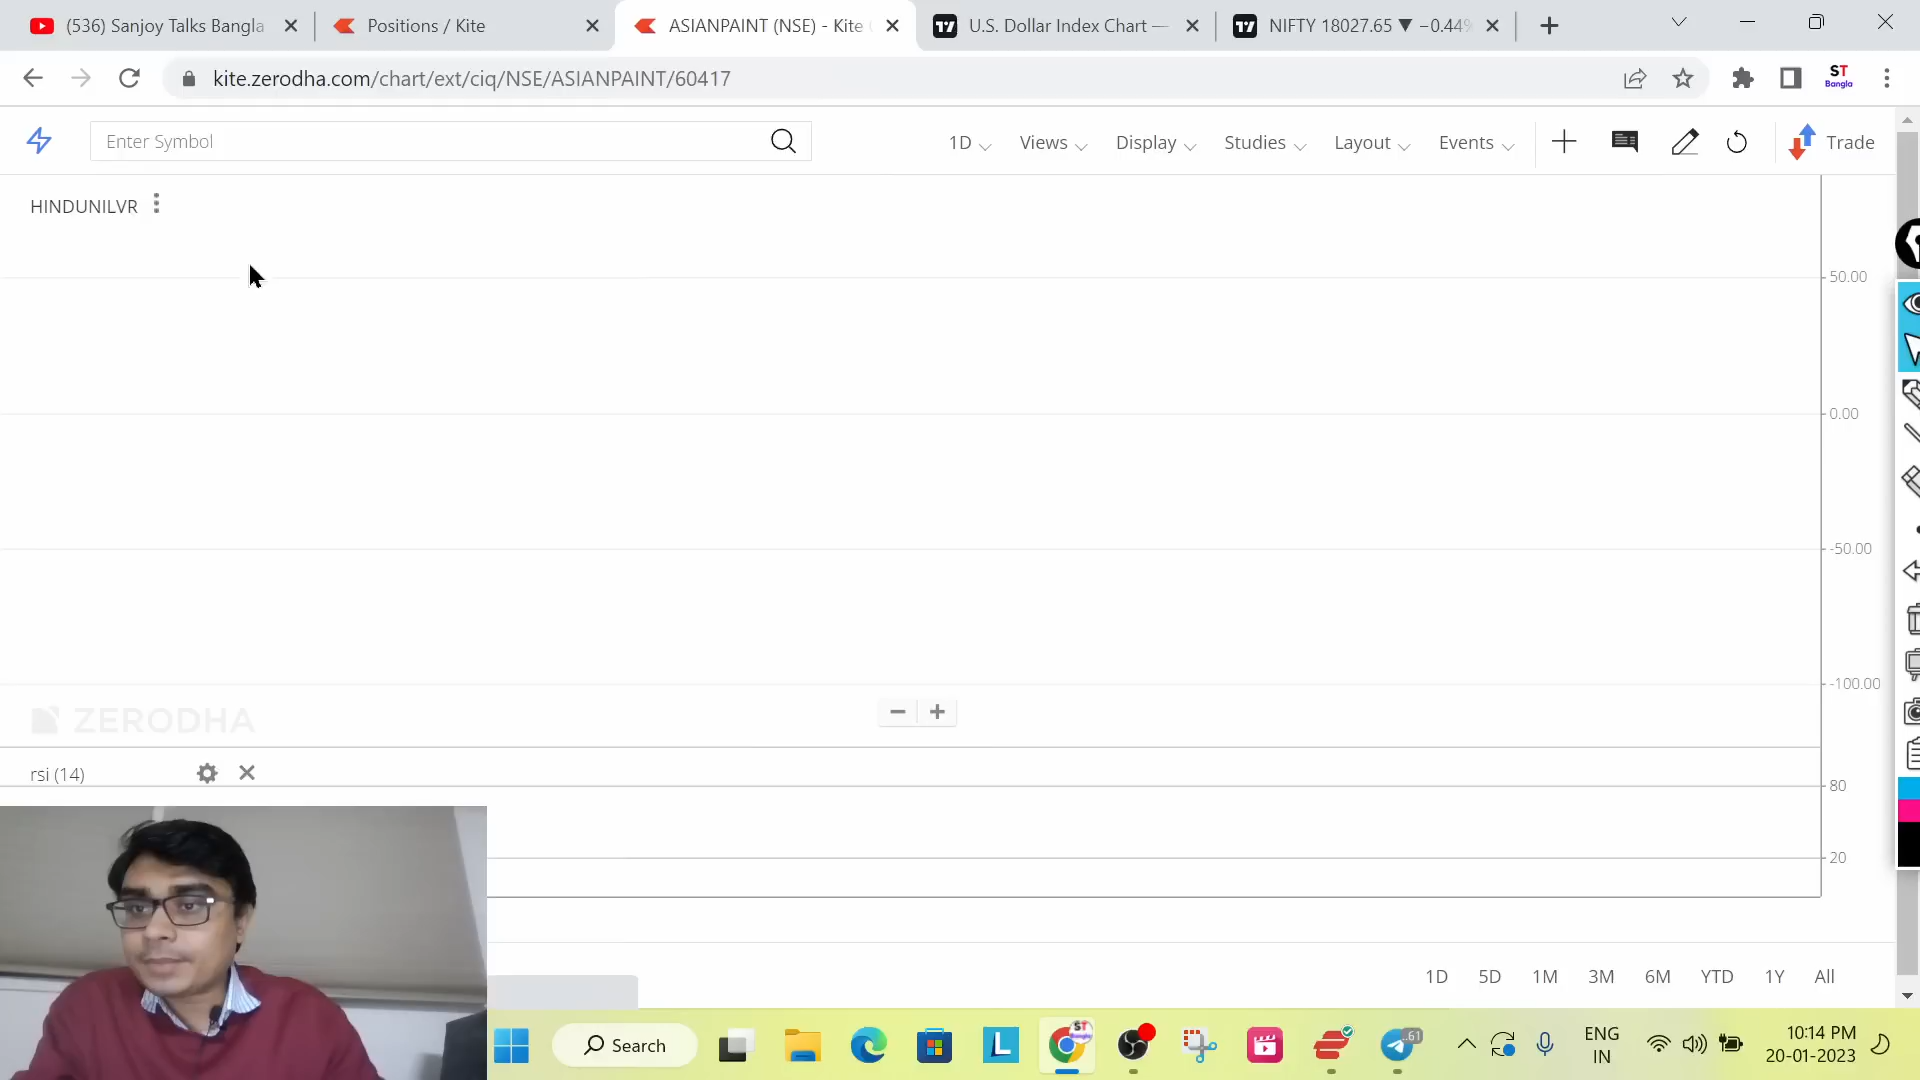 (536) Sanjoy Talks Bangla
Positions / Kite
ASIANPAINT (NSE) - Kite
U.S. Dollar Index Chart —
NIFTY 18027.65 ▼ −0.44%
kite.zerodha.com/chart/ext/ciq/NSE/ASIANPAINT/60417
ST
Bangla
Enter Symbol
1D
Views
Display
Studies
Layout
Events
Trade
HINDUNILVR
50.00
0.00
-50.00
-100.00
ZERODHA
rsi (14)
80
20
1D 5D 1M 3M 6M YTD 1Y All
Search
L
ST
61
ENG
IN
10:14 PM
20-01-2023